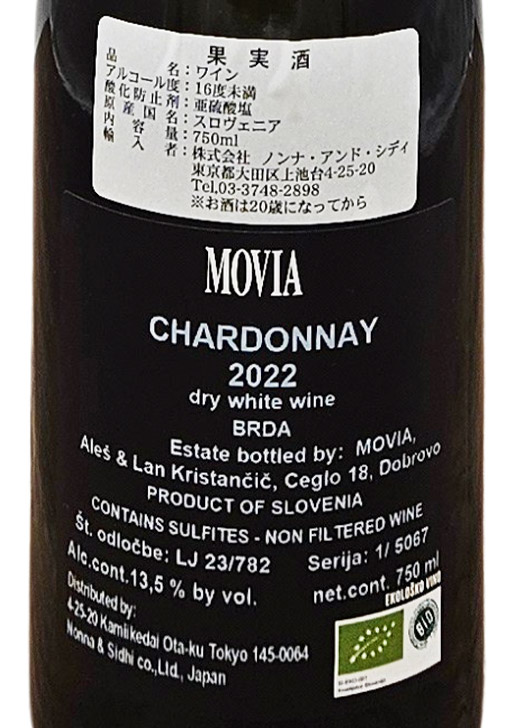 果実酒
品名：ワイン
アルコール度：16度未満
酸化防止剤：亜硫酸塩
原産国名：スロヴェニア
内容量：750ml
輸入者：株式会社 ノンナ・アンド・シディ
東京都大田区上池台4-25-20
Tel,03-3748-2898
※お酒は20歳になってから
MOVIA
CHARDONNAY
2022
dry white wine
BRDA
Estate bottled by: MOVIA,
Aleš & Lan Kristančič, Ceglo 18, Dobrovo
PRODUCT OF SLOVENIA
CONTAINS SULFITES - NON FILTERED WINE
Št. odločbe: LJ 23/782 Serija: 1/ 5067
Alc.cont.13,5 % by vol. net.cont. 750 ml
Distributed by:
4-25-20 Kamiikedai Ota-ku Tokyo 145-0064
Nonna & Sidhi co.,Ltd., Japan
EKOLOŠKO VINO
BIO